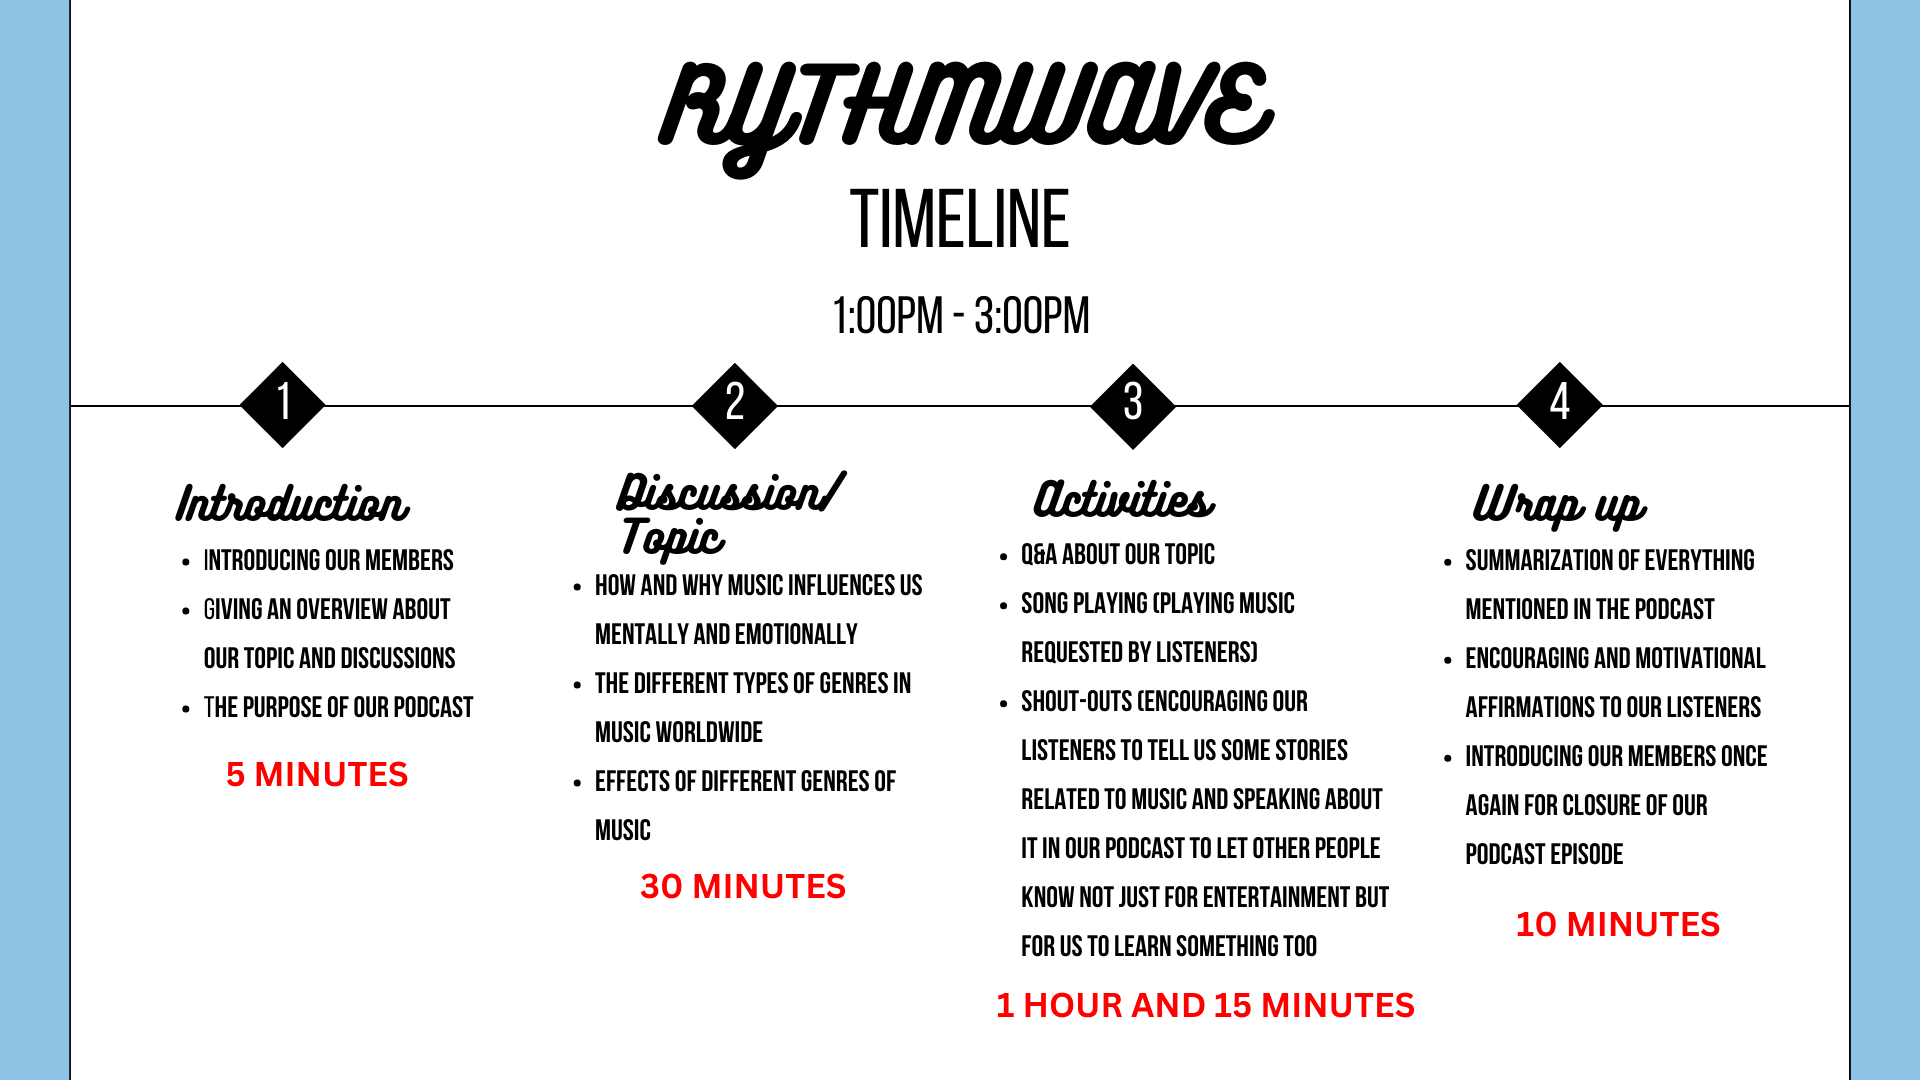 RYTHMWAVE
TIMELINE
1:00PM - 3:00PM
1
2
3
4
Introduction
• INTRODUCING OUR MEMBERS
• GIVING AN OVERVIEW ABOUT
OUR TOPIC AND DISCUSSIONS
• THE PURPOSE OF OUR PODCAST
5 MINUTES
Discussion/
Topic
• HOW AND WHY MUSIC INFLUENCES US
MENTALLY AND EMOTIONALLY
• THE DIFFERENT TYPES OF GENRES IN
MUSIC WORLDWIDE
• EFFECTS OF DIFFERENT GENRES OF
MUSIC
30 MINUTES
Activities
• Q&A ABOUT OUR TOPIC
• SONG PLAYING (PLAYING MUSIC
REQUESTED BY LISTENERS)
• SHOUT-OUTS (ENCOURAGING OUR
LISTENERS TO TELL US SOME STORIES
RELATED TO MUSIC AND SPEAKING ABOUT
IT IN OUR PODCAST TO LET OTHER PEOPLE
KNOW NOT JUST FOR ENTERTAINMENT BUT
FOR US TO LEARN SOMETHING TOO
1 HOUR AND 15 MINUTES
Wrap up
• SUMMARIZATION OF EVERYTHING
MENTIONED IN THE PODCAST
• ENCOURAGING AND MOTIVATIONAL
AFFIRMATIONS TO OUR LISTENERS
• INTRODUCING OUR MEMBERS ONCE
AGAIN FOR CLOSURE OF OUR
PODCAST EPISODE
10 MINUTES